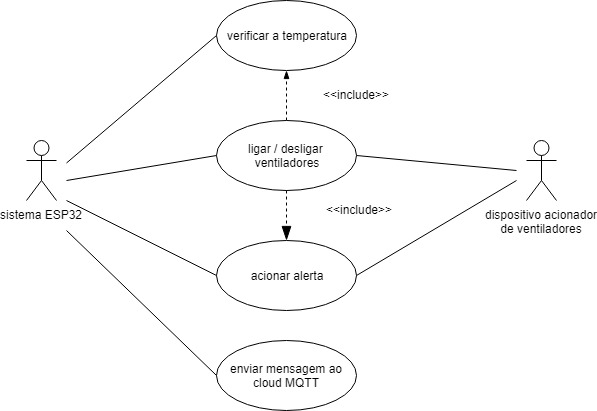 verificar a temperatura
<<include>>
ligar / desligar
ventiladores
<<include>>
sistema ESP32
dispositivo acionador
de ventiladores
acionar alerta
enviar mensagem ao
cloud MQTT